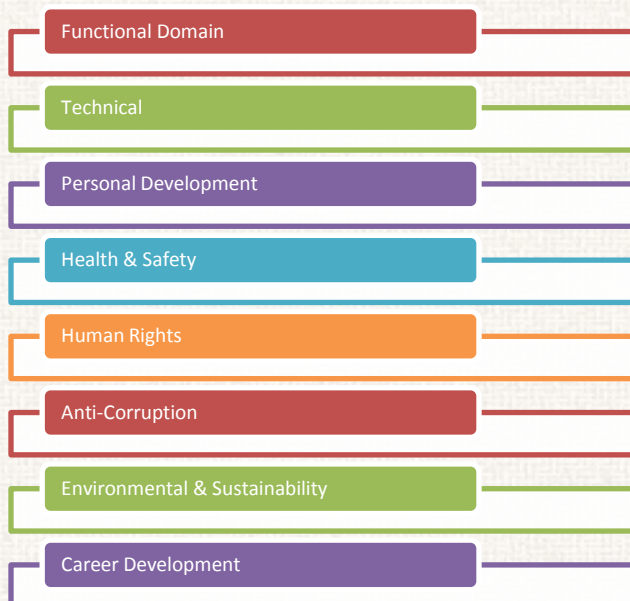 Functional Domain
Technical
Personal Development
Health & Safety
Human Rights
Anti-Corruption
Environmental & Sustainability
Career Development